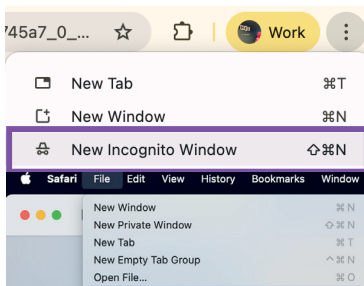 745a7_0_... Work
New Tab ⌘T
New Window ⌘N
New Incognito Window ⇧⌘N
Safari File Edit View History Bookmarks Window
New Window ⌘N
New Private Window ⇧⌘N
New Tab ⌘T
New Empty Tab Group ^⌘N
Open File... ⌘O